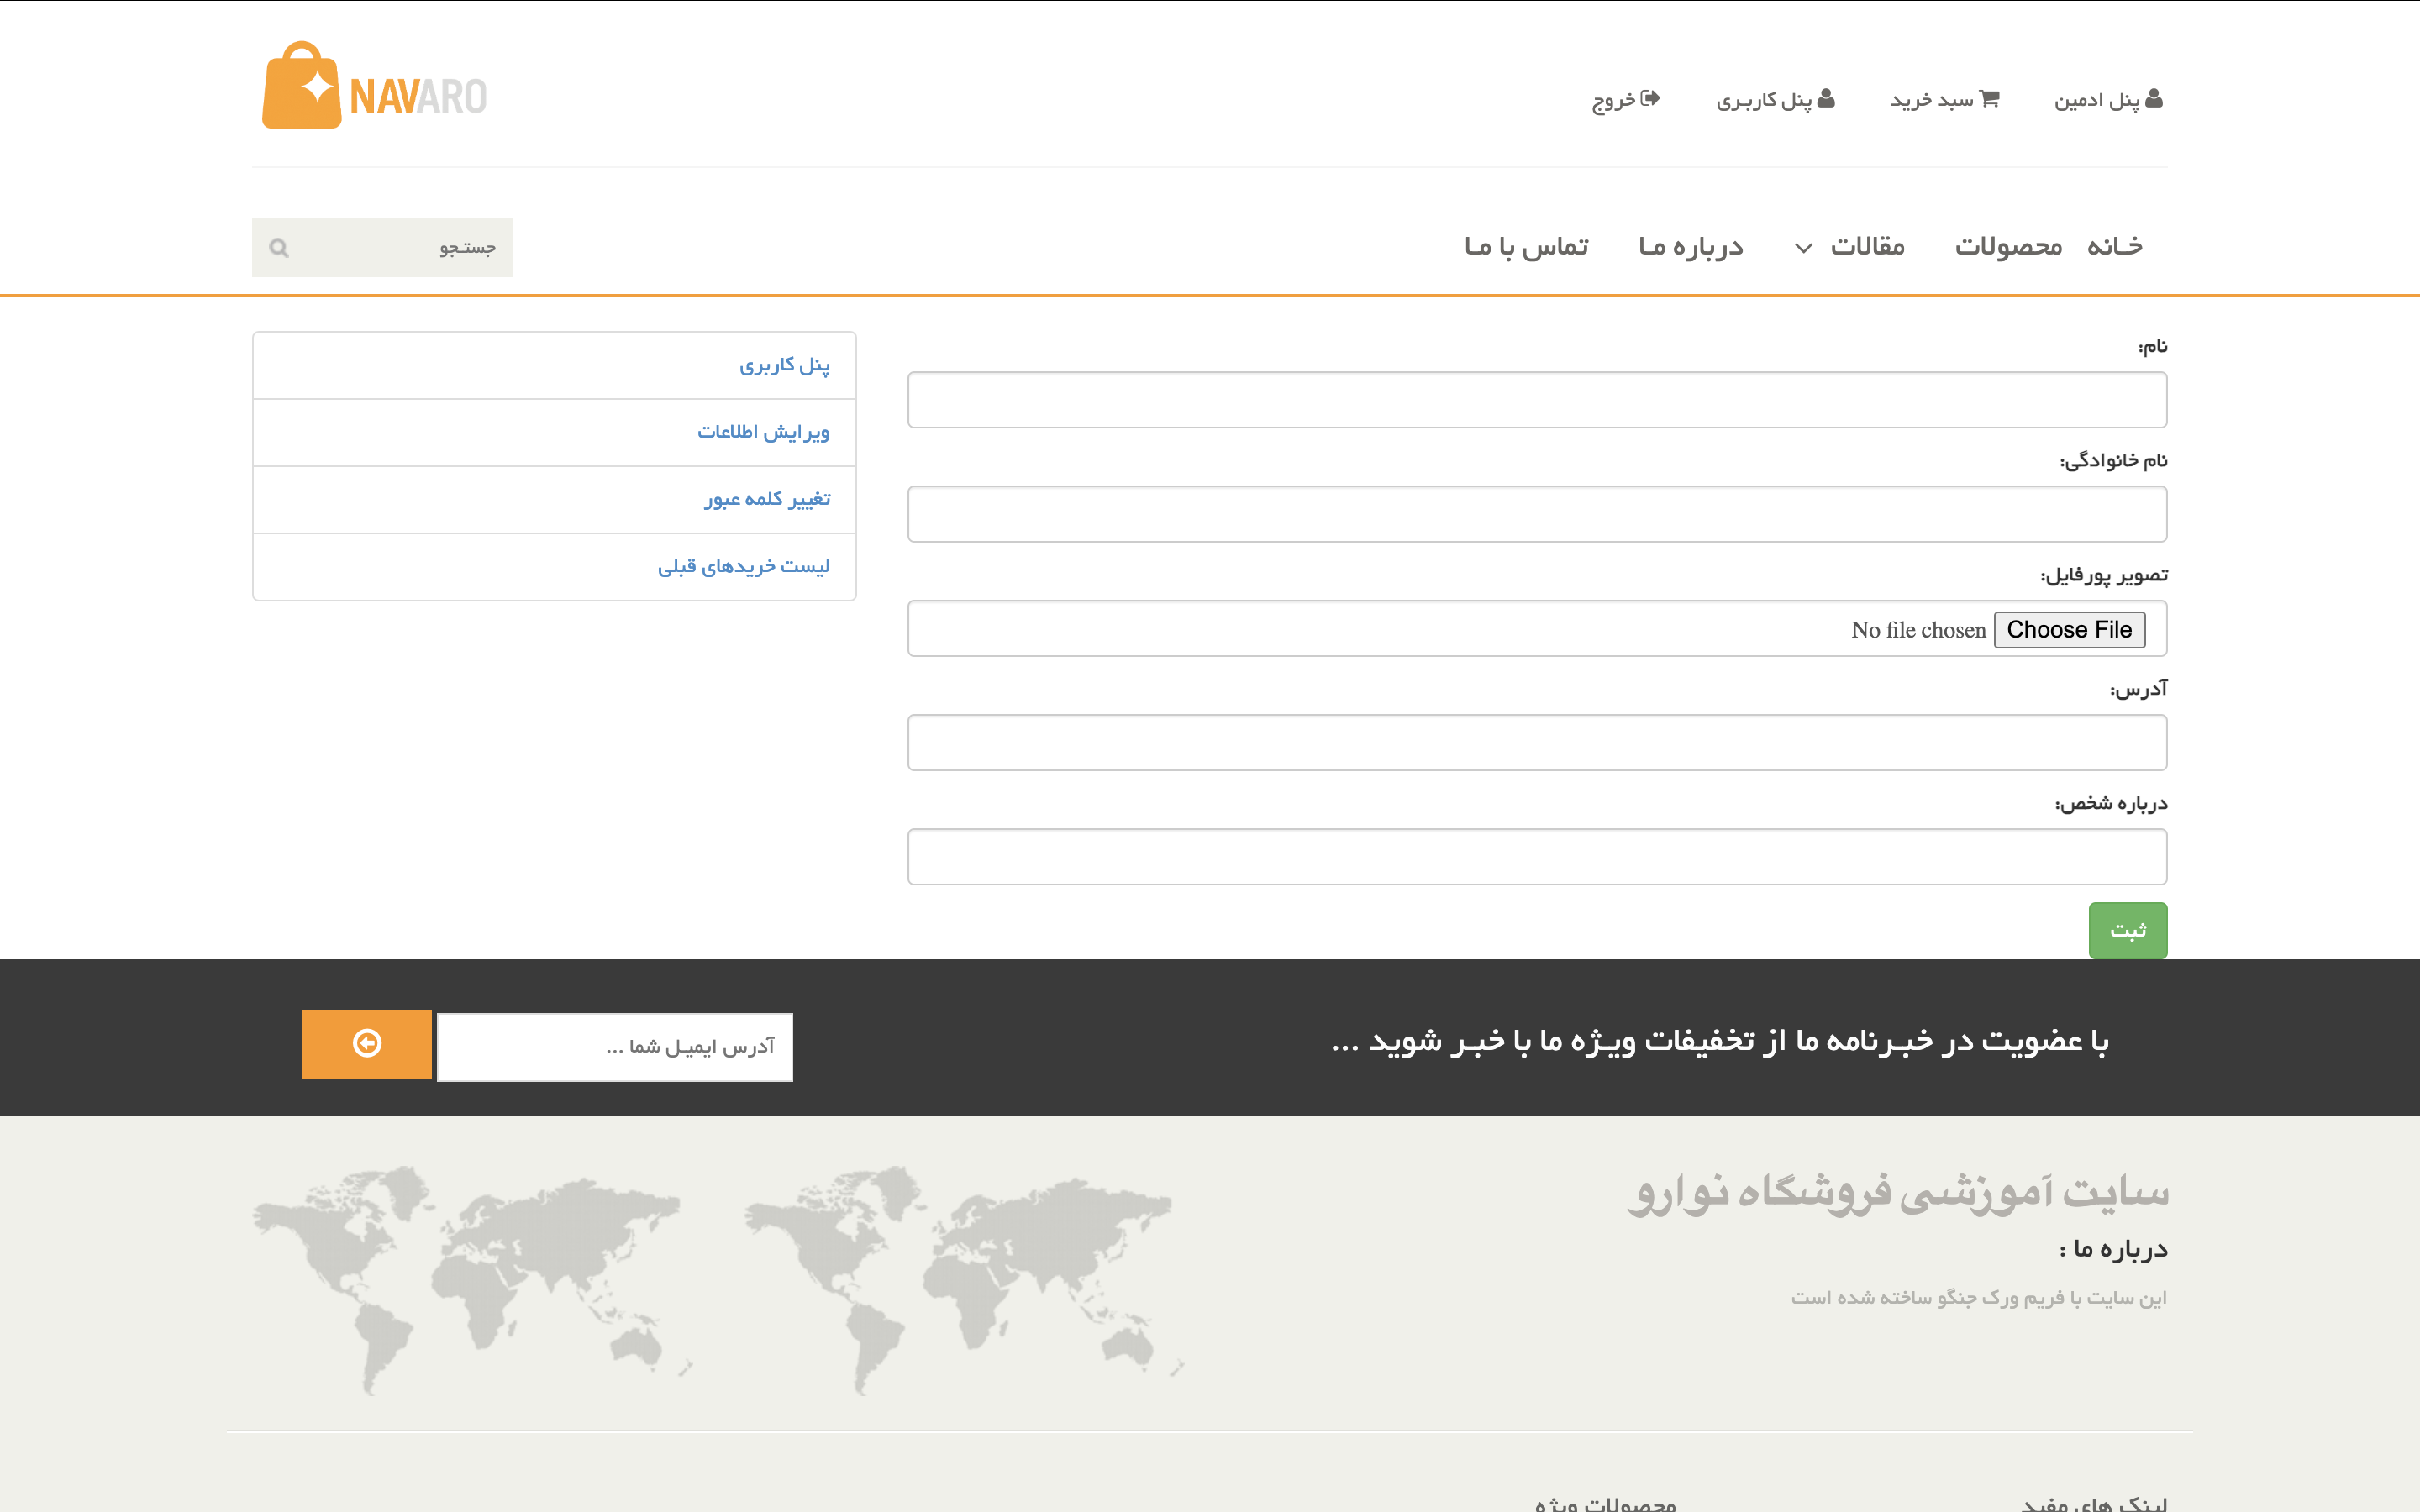 NAVARO
پنل ادمین
سبد خرید
پنل کاربری
خروج
خانه
محصولات
مقالات
درباره ما
تماس با ما
جستجو
نام:
نام خانوادگی:
تصویر پورفایل:
Choose File No file chosen
آدرس:
درباره شخص:
ثبت
پنل کاربری
ویرایش اطلاعات
تغییر کلمه عبور
لیست خریدهای قبلی
با عضویت در خبرنامه ما از تخفیفات ویژه ما با خبر شوید ...
آدرس ایمیل شما ...
سایت آموزشی فروشگاه نوارو
درباره ما :
این سایت با فریم ورک جنگو ساخته شده است
لینک های مفید
محصولات ویژه